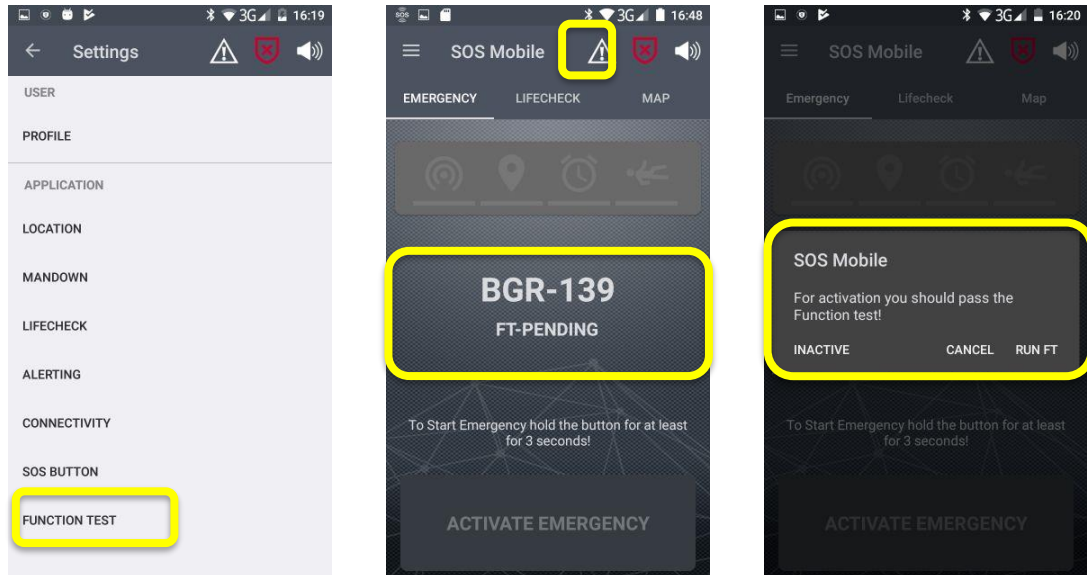 16:19
Settings
USER
PROFILE
APPLICATION
LOCATION
MANDOWN
LIFECHECK
ALERTING
CONNECTIVITY
SOS BUTTON
FUNCTION TEST
SOS 3G 16:48
SOS Mobile
EMERGENCY LIFECHECK MAP
BGR-139
FT-PENDING
To Start Emergency hold the button for at least
for 3 seconds!
ACTIVATE EMERGENCY
3G 16:20
SOS Mobile
Emergency Lifecheck Map
SOS Mobile
For activation you should pass the
Function test!
INACTIVE CANCEL RUN FT
To Start Emergency hold the button for at least
for 3 seconds!
ACTIVATE EMERGENCY